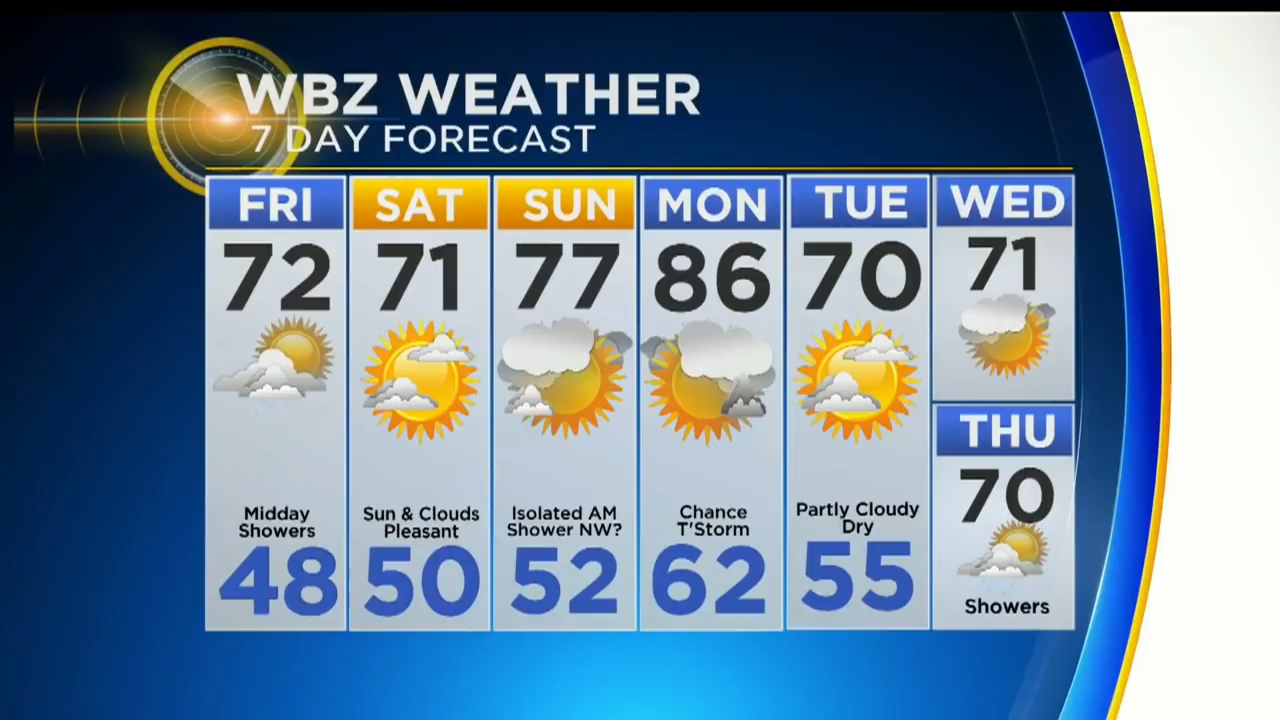 WBZ WEATHER
7 DAY FORECAST
FRI
72
Midday
Showers
48
SAT
71
Sun & Clouds
Pleasant
50
SUN
77
Isolated AM
Shower NW?
52
MON
86
Chance
T'Storm
62
TUE
70
Partly Cloudy
Dry
55
WED
71
THU
70
Showers